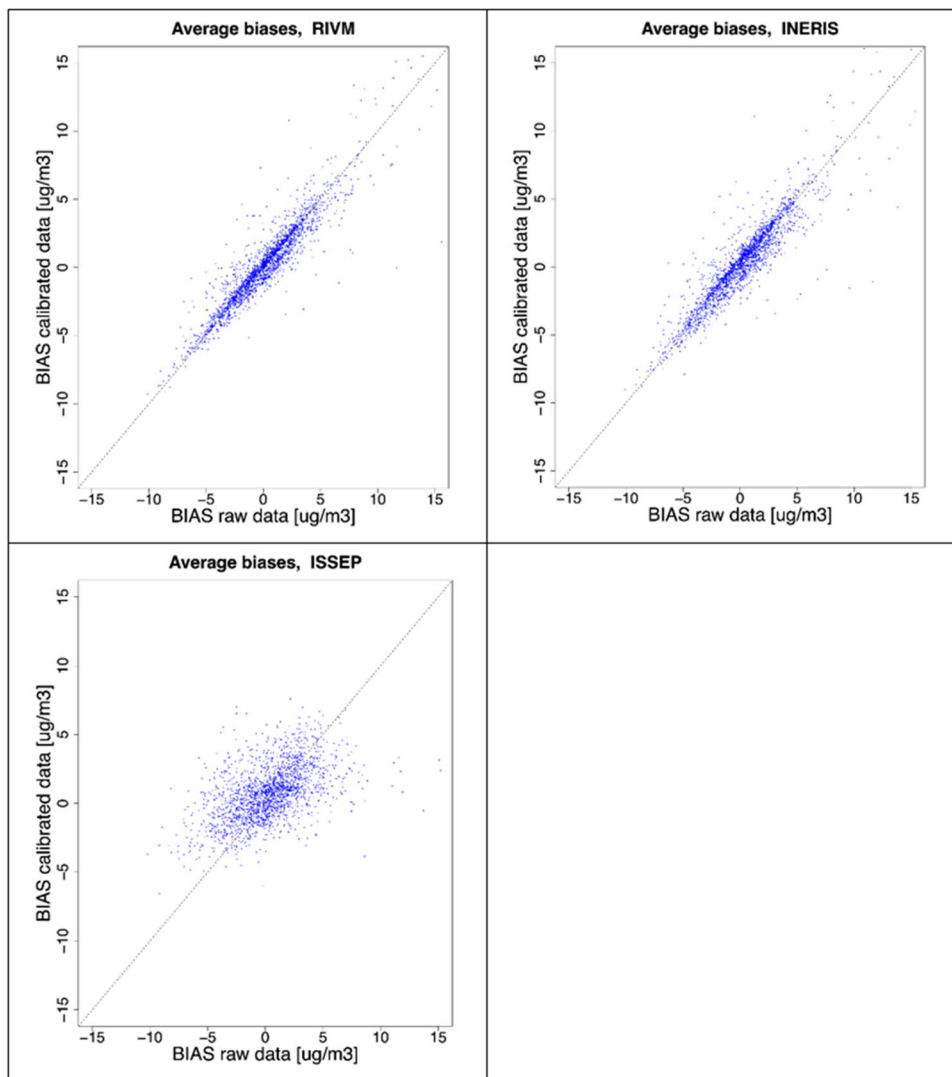 Average biases, RIVM
15
10
5
0
−5
−10
−15
BIAS calibrated data [ug/m3]
−15 −10 −5 0 5 10 15
BIAS raw data [ug/m3]
Average biases, INERIS
15
10
5
0
−5
−10
−15
BIAS calibrated data [ug/m3]
−15 −10 −5 0 5 10 15
BIAS raw data [ug/m3]
Average biases, ISSEP
15
10
5
0
−5
−10
−15
BIAS calibrated data [ug/m3]
−15 −10 −5 0 5 10 15
BIAS raw data [ug/m3]